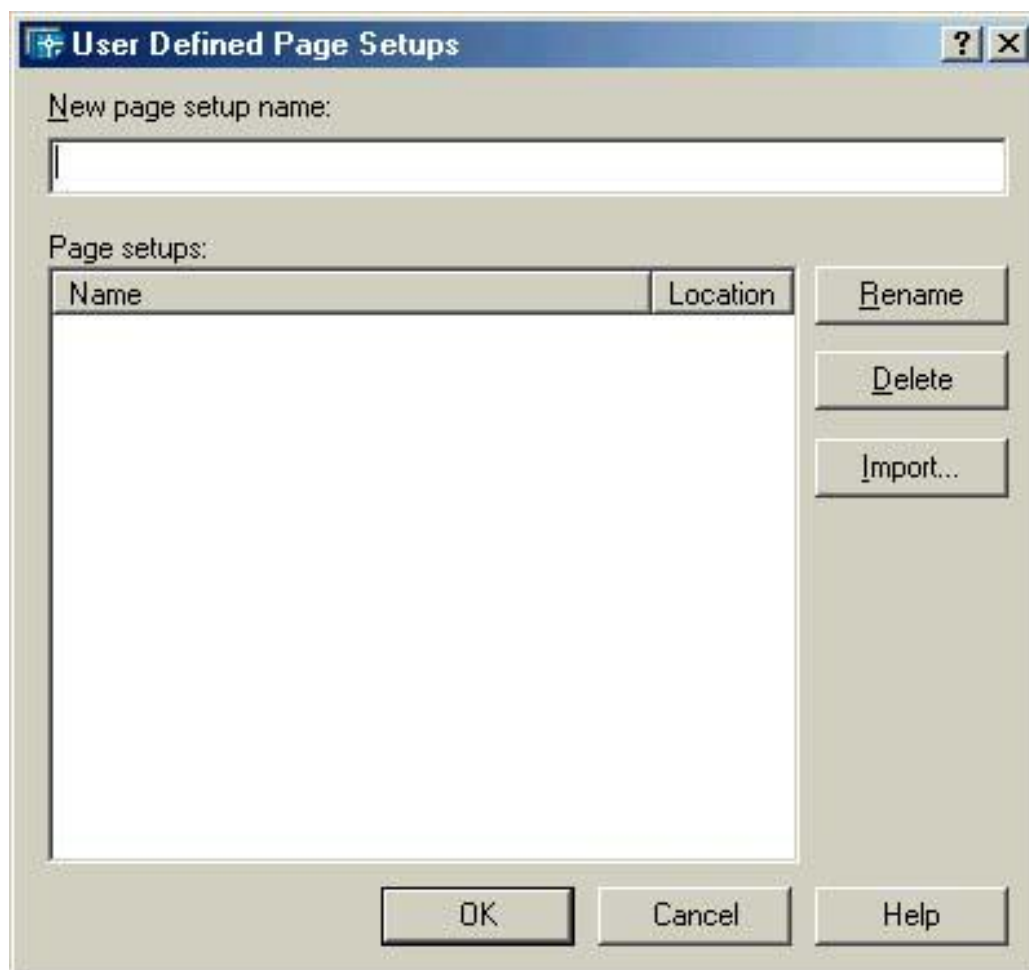 User Defined Page Setups
New page setup name:
Page setups:
Name Location
Rename
Delete
Import...
OK Cancel Help